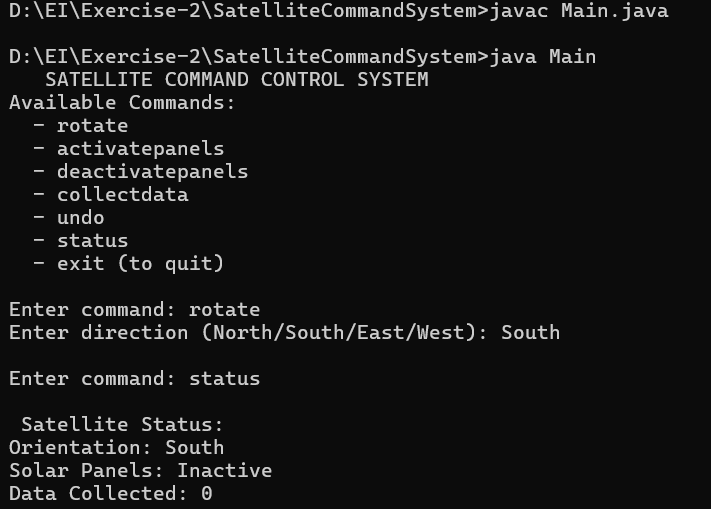 D:\EI\Exercise-2\SatelliteCommandSystem>javac Main.java
D:\EI\Exercise-2\SatelliteCommandSystem>java Main
SATELLITE COMMAND CONTROL SYSTEM
Available Commands:
- rotate
- activatepanels
- deactivatepanels
- collectdata
- undo
- status
- exit (to quit)
Enter command: rotate
Enter direction (North/South/East/West): South
Enter command: status
Satellite Status:
Orientation: South
Solar Panels: Inactive
Data Collected: 0